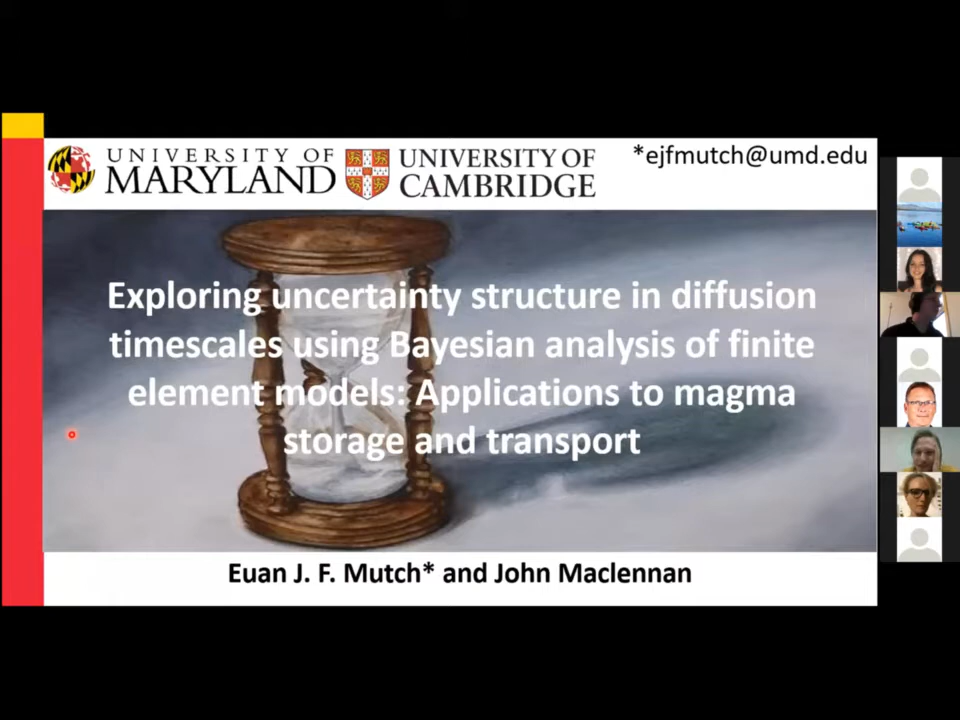 UNIVERSITY OF
MARYLAND
UNIVERSITY OF
CAMBRIDGE
*ejfmutch@umd.edu
Exploring uncertainty structure in diffusion
timescales using Bayesian analysis of finite
element models: Applications to magma
storage and transport
Euan J. F. Mutch* and John Maclennan